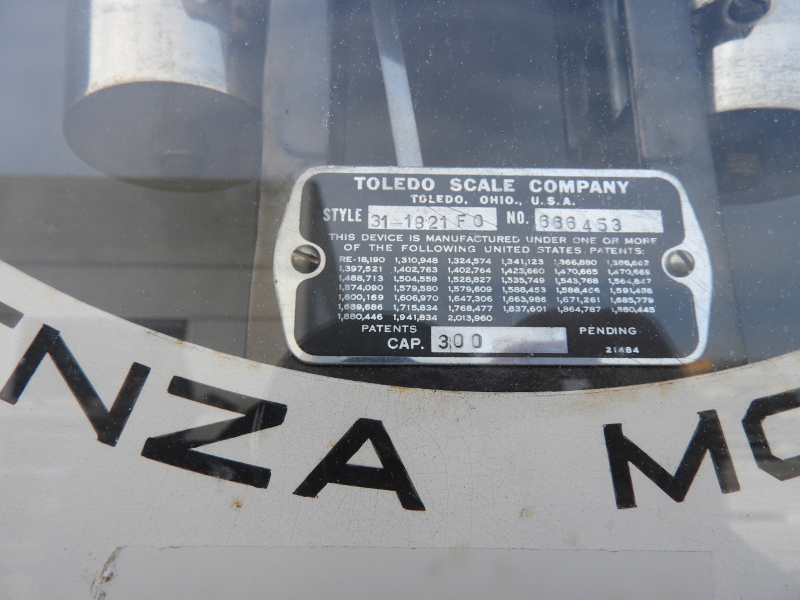 TOLEDO SCALE COMPANY
TOLEDO, OHIO., U.S.A.
STYLE 31-1821 FO NO. 686453
THIS DEVICE IS MANUFACTURED UNDER ONE OR MORE
OF THE FOLLOWING UNITED STATES PATENTS:
RE-18,190 1,310,948 1,324,574 1,341,123 1,366,880 1,386,662
1,397,521 1,402,763 1,402,764 1,423,660 1,470,665 1,470,669
1,488,713 1,504,559 1,528,827 1,535,749 1,543,768 1,564,847
1,574,090 1,579,550 1,579,609 1,588,453 1,588,456 1,591,486
1,600,169 1,606,970 1,647,306 1,663,986 1,671,261 1,685,779
1,689,686 1,715,834 1,768,477 1,837,601 1,864,787 1,880,445
1,880,446 1,941,834 2,013,960
PATENTS PENDING
CAP. 300 21484
ENZA MO